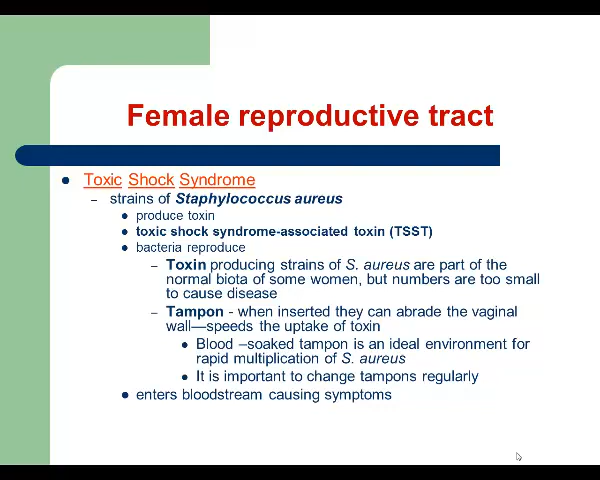 Female reproductive tract
Toxic Shock Syndrome
– strains of Staphylococcus aureus
produce toxin
toxic shock syndrome-associated toxin (TSST)
bacteria reproduce
– Toxin producing strains of S. aureus are part of the
normal biota of some women, but numbers are too small
to cause disease
– Tampon - when inserted they can abrade the vaginal
wall—speeds the uptake of toxin
Blood –soaked tampon is an ideal environment for
rapid multiplication of S. aureus
It is important to change tampons regularly
enters bloodstream causing symptoms